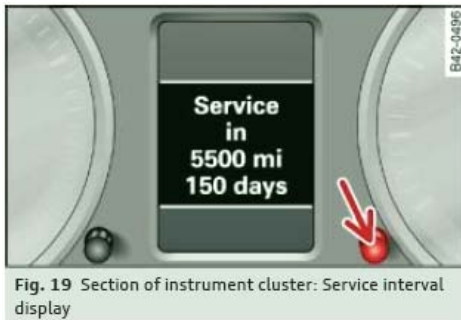 B42-0496
Service
in
5500 mi
150 days
Fig. 19 Section of instrument cluster: Service interval
display